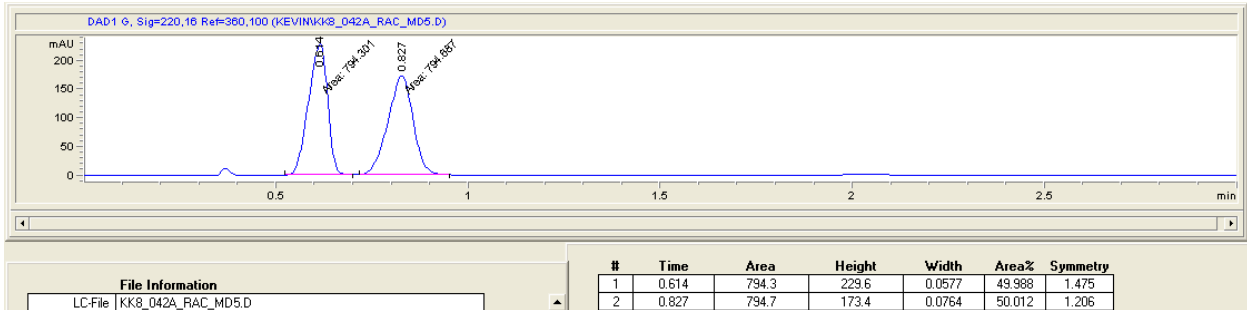 DAD1 G, Sig=220,16 Ref=360,100 (KEVIN\KK8_042A_RAC_MD5.D)
mAU
200
150
100
50
0
0.614
Area: 794.301
0.827
Area: 794.687
0.5
1
1.5
2
2.5
min
File Information
LC-File KK8_042A_RAC_MD5.D
# Time Area Height Width Area% Symmetry
1 0.614 794.3 229.6 0.0577 49.988 1.475
2 0.827 794.7 173.4 0.0764 50.012 1.206